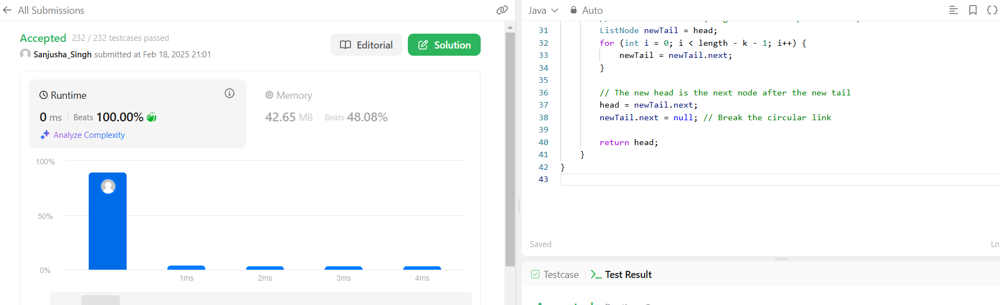 All Submissions
Accepted 232 / 232 testcases passed
Sanjusha_Singh submitted at Feb 18, 2025 21:01
Editorial
Solution
Runtime
0 ms Beats 100.00%
Analyze Complexity
Memory
42.65 MB Beats 48.08%
100%
50%
0%
1ms 2ms 3ms 4ms
Java Auto
31 ListNode newTail = head;
32 for (int i = 0; i < length - k - 1; i++) {
33 newTail = newTail.next;
34 }
35
36 // The new head is the next node after the new tail
37 head = newTail.next;
38 newTail.next = null; // Break the circular link
39
40 return head;
41 }
42 }
43
Saved
Ln
Testcase Test Result